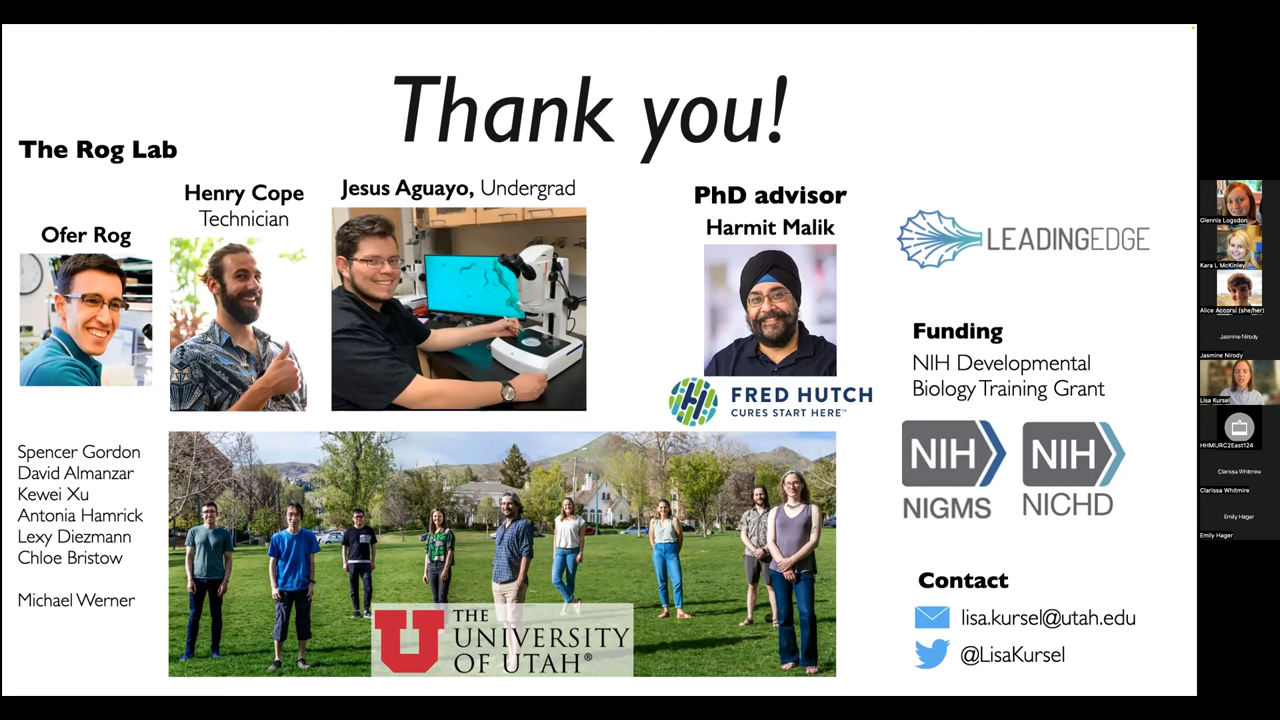 Thank you!
The Rog Lab
Ofer Rog
Henry Cope
Technician
Jesus Aguayo, Undergrad
PhD advisor
Harmit Malik
FRED HUTCH
CURES START HERE™
LEADINGEDGE
Funding
NIH Developmental
Biology Training Grant
NIH
NIGMS
NIH
NICHD
Spencer Gordon
David Almanzar
Kewei Xu
Antonia Hamrick
Lexy Diezmann
Chloe Bristow
Michael Werner
THE
UNIVERSITY
OF UTAH®
Contact
lisa.kursel@utah.edu
@LisaKursel
Glennis Logsdon
Kara L McKinley
Alice Accorsi (she/her)
Jasmine Nirody
Jasmine Nirody
Lisa Kursel
HHMIJRC2East124
Clarissa Whitmire
Clarissa Whitmire
Emily Hager
Emily Hager